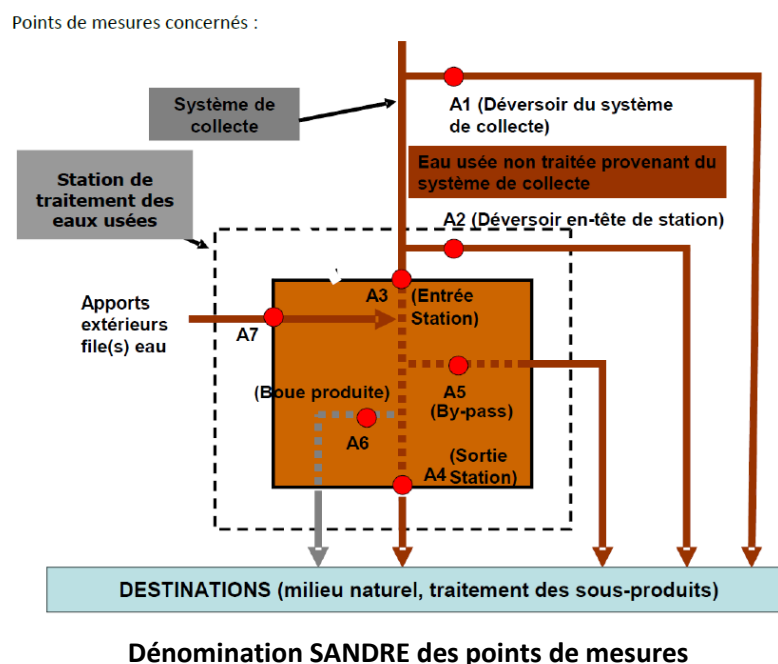 Points de mesures concernés :
Système de
collecte
A1 (Déversoir du système
de collecte)
Station de
traitement des
eaux usées
Eau usée non traitée provenant du
système de collecte
A2 (Déversoir en-tête de station)
Apports
extérieurs
file(s) eau
A7
A3
(Entrée
Station)
(Boue produite)
A6
A5
(By-pass)
(Sortie
A4 Station)
DESTINATIONS (milieu naturel, traitement des sous-produits)
Dénomination SANDRE des points de mesures